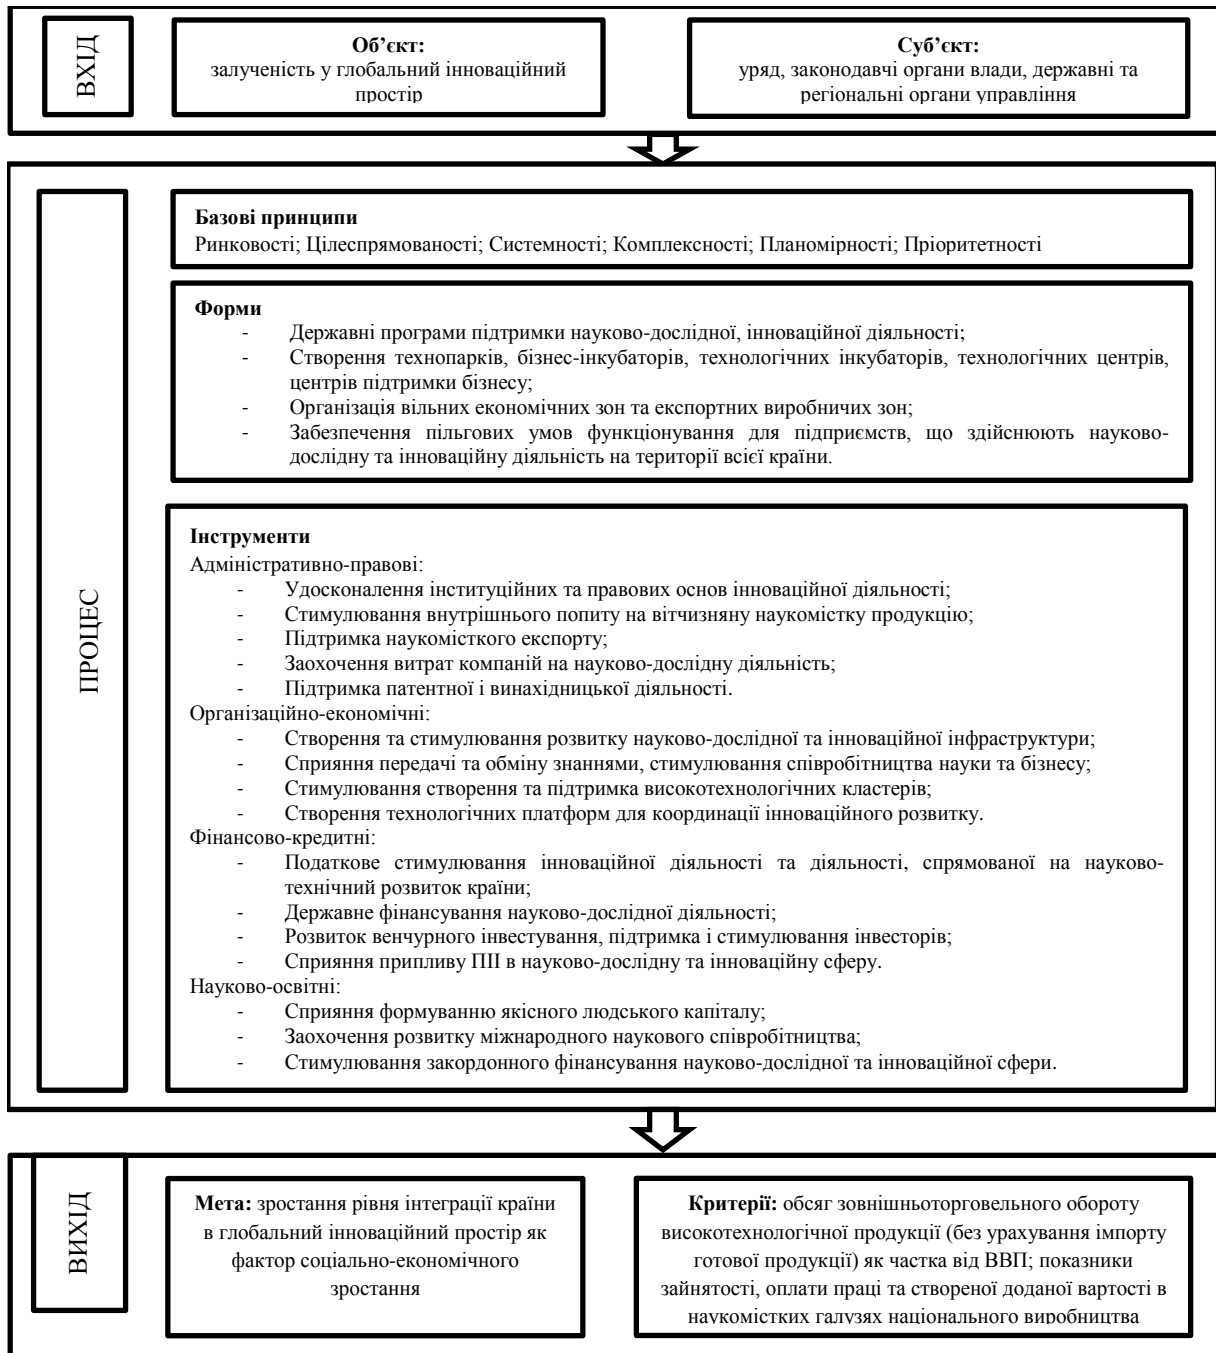 ВХІД
Об’єкт:
залученість у глобальний інноваційний
простір
Суб’єкт:
уряд, законодавчі органи влади, державні та
регіональні органи управління
ПРОЦЕС
Базові принципи
Ринковості; Цілеспрямованості; Системності; Комплексності; Планомірності; Пріоритетності
Форми
- Державні програми підтримки науково-дослідної, інноваційної діяльності;
- Створення технопарків, бізнес-інкубаторів, технологічних інкубаторів, технологічних центрів,
центрів підтримки бізнесу;
- Організація вільних економічних зон та експортних виробничих зон;
- Забезпечення пільгових умов функціонування для підприємств, що здійснюють науково-
дослідну та інноваційну діяльність на території всієї країни.
Інструменти
Адміністративно-правові:
- Удосконалення інституційних та правових основ інноваційної діяльності;
- Стимулювання внутрішнього попиту на вітчизняну наукомістку продукцію;
- Підтримка наукомісткого експорту;
- Заохочення витрат компаній на науково-дослідну діяльність;
- Підтримка патентної і винахідницької діяльності.
Організаційно-економічні:
- Створення та стимулювання розвитку науково-дослідної та інноваційної інфраструктури;
- Сприяння передачі та обміну знаннями, стимулювання співробітництва науки та бізнесу;
- Стимулювання створення та підтримка високотехнологічних кластерів;
- Створення технологічних платформ для координації інноваційного розвитку.
Фінансово-кредитні:
- Податкове стимулювання інноваційної діяльності та діяльності, спрямованої на науково-
технічний розвиток країни;
- Державне фінансування науково-дослідної діяльності;
- Розвиток венчурного інвестування, підтримка і стимулювання інвесторів;
- Сприяння припливу ПІІ в науково-дослідну та інноваційну сферу.
Науково-освітні:
- Сприяння формуванню якісного людського капіталу;
- Заохочення розвитку міжнародного наукового співробітництва;
- Стимулювання закордонного фінансування науково-дослідної та інноваційної сфери.
ВИХІД
Мета: зростання рівня інтеграції країни
в глобальний інноваційний простір як
фактор соціально-економічного
зростання
Критерії: обсяг зовнішньоторговельного обороту
високотехнологічної продукції (без урахування імпорту
готової продукції) як частка від ВВП; показники
зайнятості, оплати праці та створеної доданої вартості в
наукомістких галузях національного виробництва